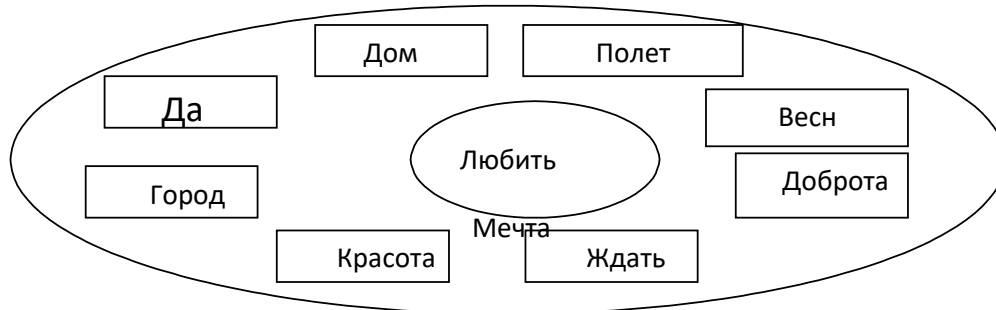 Дом
Полет
Да
Весн
Любить
Доброта
Город
Мечта
Красота
Ждать